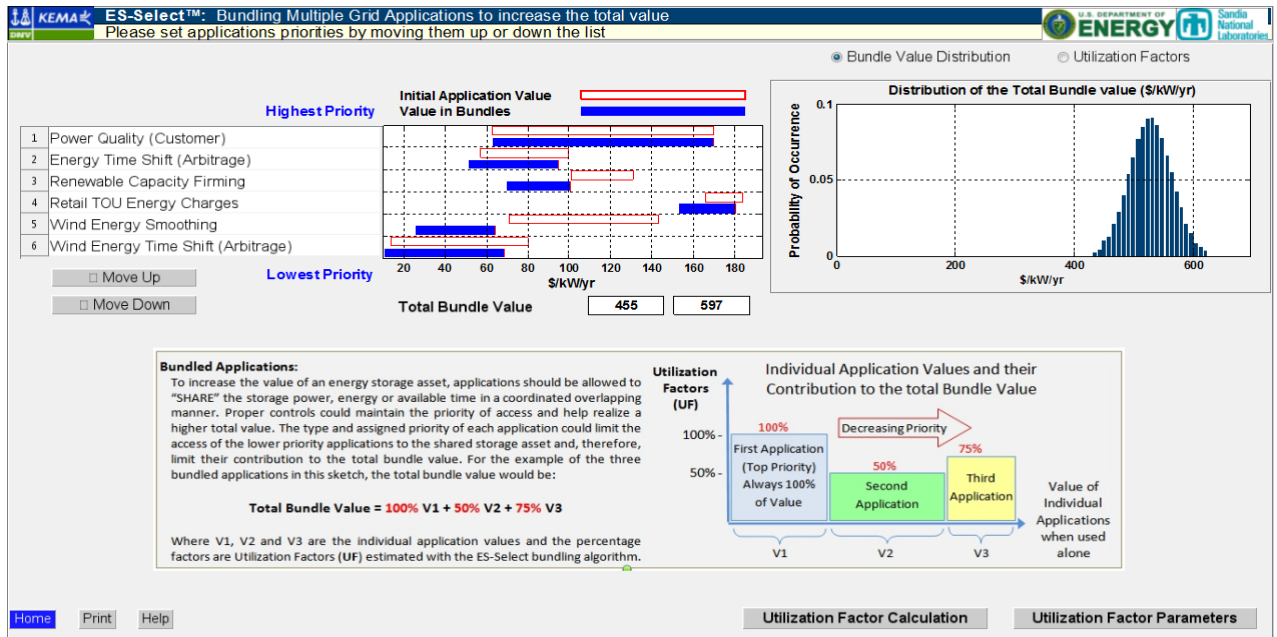 KEMA
DNV
ES-Select™: Bundling Multiple Grid Applications to increase the total value
Please set applications priorities by moving them up or down the list
U.S. DEPARTMENT OF
ENERGY
Sandia
National
Laboratories
Bundle Value Distribution
Utilization Factors
Initial Application Value
Highest Priority Value in Bundles
1 Power Quality (Customer)
2 Energy Time Shift (Arbitrage)
3 Renewable Capacity Firming
4 Retail TOU Energy Charges
5 Wind Energy Smoothing
6 Wind Energy Time Shift (Arbitrage)
20 40 60 80 100 120 140 160 180
$/kW/yr
Move Up
Lowest Priority
Move Down
Total Bundle Value 455 597
Distribution of the Total Bundle value ($/kW/yr)
Probability of Occurrence
0.1
0.05
0
0 200 400 600
$/kW/yr
Bundled Applications:
To increase the value of an energy storage asset, applications should be allowed to
“SHARE” the storage power, energy or available time in a coordinated overlapping
manner. Proper controls could maintain the priority of access and help realize a
higher total value. The type and assigned priority of each application could limit the
access of the lower priority applications to the shared storage asset and, therefore,
limit their contribution to the total bundle value. For the example of the three
bundled applications in this sketch, the total bundle value would be:
Total Bundle Value = 100% V1 + 50% V2 + 75% V3
Where V1, V2 and V3 are the individual application values and the percentage
factors are Utilization Factors (UF) estimated with the ES-Select bundling algorithm.
Utilization
Factors
(UF)
Individual Application Values and their
Contribution to the total Bundle Value
100% -
50% -
100%
Decreasing Priority
First Application
(Top Priority)
Always 100%
of Value
50%
Second
Application
75%
Third
Application
Value of
Individual
Applications
when used
alone
V1 V2 V3
Home Print Help
Utilization Factor Calculation
Utilization Factor Parameters